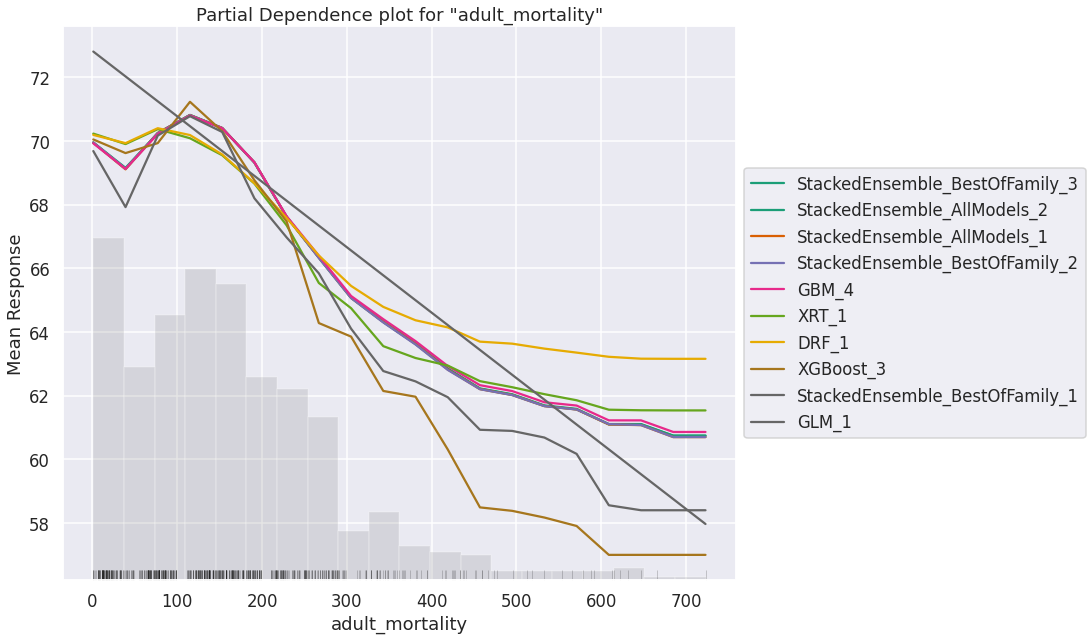 Partial Dependence plot for "adult_mortality"
Mean Response
72
70
68
66
64
62
60
58
0 100 200 300 400 500 600 700
adult_mortality
StackedEnsemble_BestOfFamily_3
StackedEnsemble_AllModels_2
StackedEnsemble_AllModels_1
StackedEnsemble_BestOfFamily_2
GBM_4
XRT_1
DRF_1
XGBoost_3
StackedEnsemble_BestOfFamily_1
GLM_1